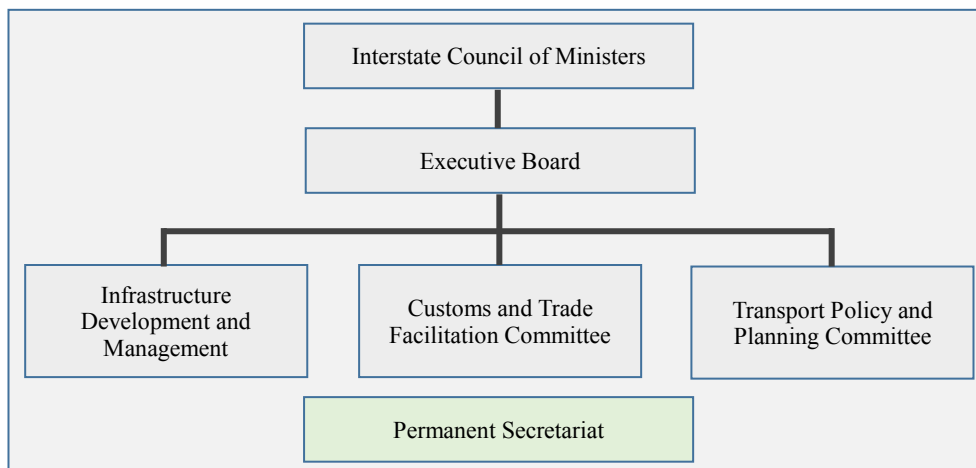 Interstate Council of Ministers
Executive Board
Infrastructure
Development and
Management
Customs and Trade
Facilitation Committee
Transport Policy and
Planning Committee
Permanent Secretariat